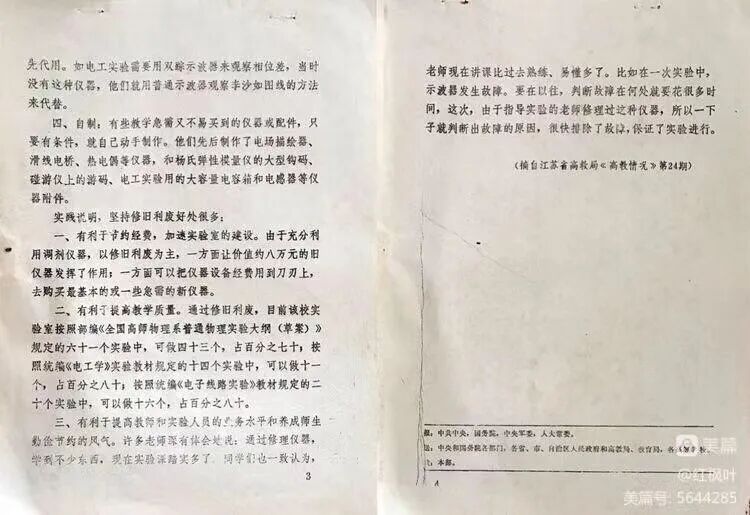 先代用。如电工实验需要用双踪示波器来观察相位差，当时
没有这种仪器，他们就用普通示波器观察李沙如图线的方法
来代替。
四、自制：有些教学急需又不易买到的仪器或配件，只
要有条件，就自己动手制作。他们先后制作了电场描绘器、
滑线电桥、热电偶等仪器，和杨氏弹性模量仪的大型钩码、
碰游仪上的游码、电工实验用的大容量电容箱和电感器等仪
器附件。
实践说明，坚持修旧利废好处很多：
一、有利于节约经费，加速实验室的建设。由于充分利
用调剂仪器，以修旧利废为主，一方面让价值约八万元的旧
仪器发挥了作用；一方面可以把仪器设备经费用到刀刃上，
去购买最基本的或一些急需的新仪器。
二、有利于提高教学质量。通过修旧利废，目前该校实
验室按照部编《全国高师物理系普通物理实验大纲（草案）》
规定的六十一个实验中，可做四十三个，占百分之七十；按
照统编《电工学》实验教材规定的十四个实验中，可以做十一
个，占百分之八十；按照统编《电子线路实验》教材规定的二
十个实验中，可以做十六个，占百分之八十。
三、有利于提高教师和实验人员的业务水平和养成师生
勤俭节约的风气。许多老师深有体会地说：通过修理仪器，
学到不少东西，现在实验课踏实多了。同学们也一致认为，
3
老师现在讲课比过去熟练、易懂多了。比如在一次实验中，
示波器发生故障。要在以往，判断故障在何处就要花很多时
间，这次，由于指导实验的老师修理过这种仪器，所以一下
子就判断出故障的原因，很快排除了故障，保证了实验进行。
（摘自江苏省高教局《高教情况》第24期）
报：中共中央，国务院，中央军委，人大常委。
送：中央和国务院各部门，各省、市、自治区人民政府和高教局、教育局，各
本部。
4
美篇
@红枫叶
美篇号: 5644285